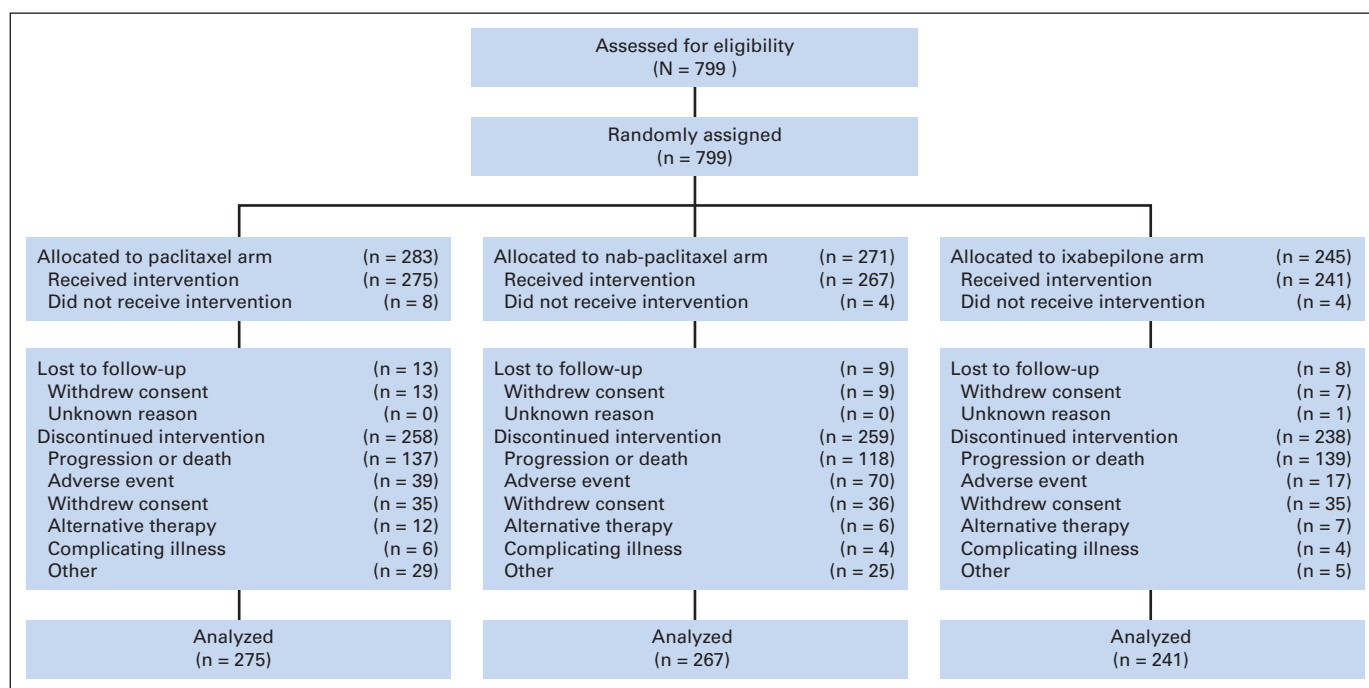 Assessed for eligibility
(N = 799 )
Randomly assigned
(n = 799)
Allocated to paclitaxel arm (n = 283)
Received intervention (n = 275)
Did not receive intervention (n = 8)
Allocated to nab-paclitaxel arm (n = 271)
Received intervention (n = 267)
Did not receive intervention (n = 4)
Allocated to ixabepilone arm (n = 245)
Received intervention (n = 241)
Did not receive intervention (n = 4)
Lost to follow-up (n = 13)
Withdrew consent (n = 13)
Unknown reason (n = 0)
Discontinued intervention (n = 258)
Progression or death (n = 137)
Adverse event (n = 39)
Withdrew consent (n = 35)
Alternative therapy (n = 12)
Complicating illness (n = 6)
Other (n = 29)
Lost to follow-up (n = 9)
Withdrew consent (n = 9)
Unknown reason (n = 0)
Discontinued intervention (n = 259)
Progression or death (n = 118)
Adverse event (n = 70)
Withdrew consent (n = 36)
Alternative therapy (n = 6)
Complicating illness (n = 4)
Other (n = 25)
Lost to follow-up (n = 8)
Withdrew consent (n = 7)
Unknown reason (n = 1)
Discontinued intervention (n = 238)
Progression or death (n = 139)
Adverse event (n = 17)
Withdrew consent (n = 35)
Alternative therapy (n = 7)
Complicating illness (n = 4)
Other (n = 5)
Analyzed
(n = 275)
Analyzed
(n = 267)
Analyzed
(n = 241)